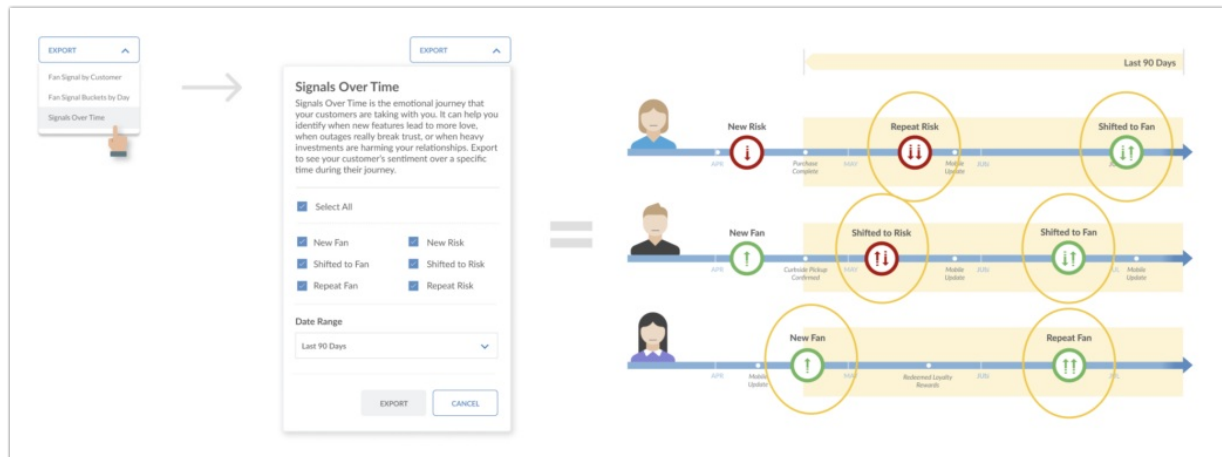 EXPORT
Fan Signal by Customer
Fan Signal Buckets by Day
Signals Over Time
EXPORT
Signals Over Time
Signals Over Time is the emotional journey that
your customers are taking with you. It can help you
identify when new features lead to more love,
when outages really break trust, or when heavy
investments are harming your relationships. Export
to see your customer's sentiment over a specific
time during their journey.
Select All
New Fan
New Risk
Shifted to Fan
Shifted to Risk
Repeat Fan
Repeat Risk
Date Range
Last 90 Days
EXPORT
CANCEL
Last 90 Days
New Risk
Repeat Risk
Shifted to Fan
APR
Purchase
Complete
MAY
Mobile
Update
JUN
New Fan
Shifted to Risk
Shifted to Fan
APR
Curbside Pickup
Confirmed
MAY
Mobile
Update
JUN
JUL
Mobile
Update
New Fan
Repeat Fan
APR
Mobile
Update
MAY
Redeemed Loyalty
Rewards
JUN
JUL